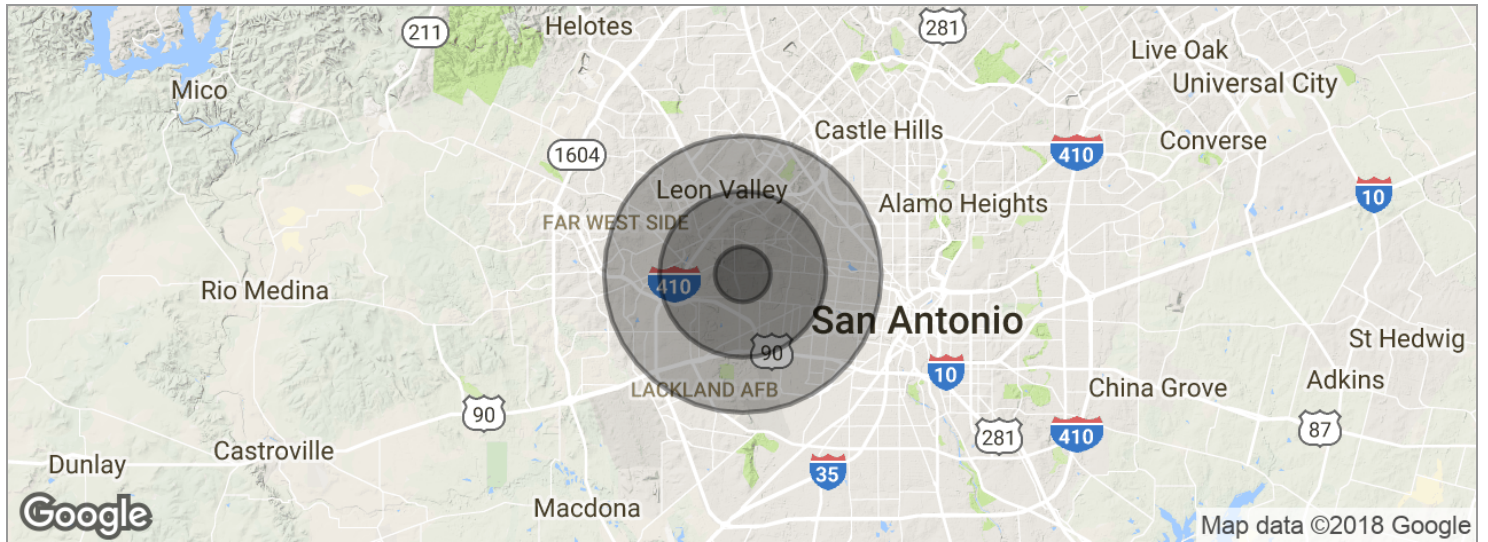 Helotes
211
281
Live Oak
Mico
Universal City
Castle Hills
1604
410
Converse
Leon Valley
10
FAR WEST SIDE
Alamo Heights
410
Rio Medina
San Antonio
90
St Hedwig
10
LACKLAND AFB
China Grove
Adkins
90
281
410
87
Castroville
Dunlay
35
Macdona
Google
Map data ©2018 Google